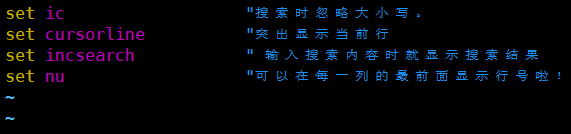 set ic "搜索时忽略大小写。
set cursorline "突出显示当前行
set incsearch " 输入搜索内容时就显示搜索结果
set nu "可以在每一列的最前面显示行号啦!
~
~